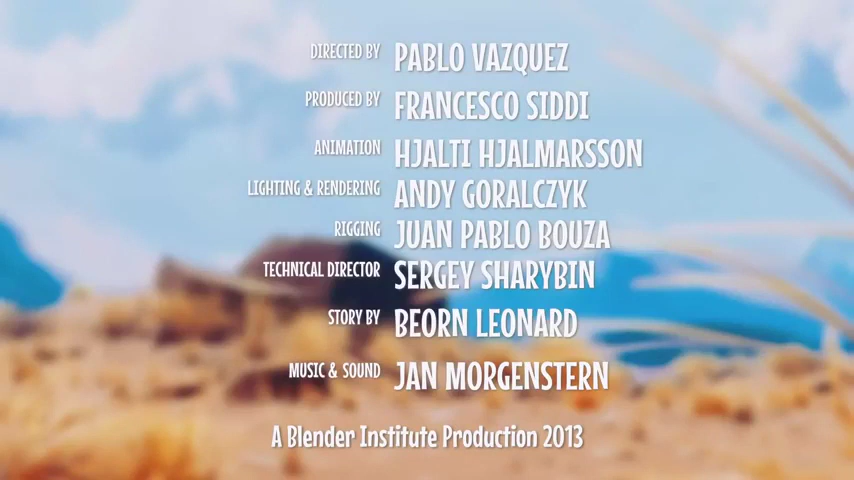 DIRECTED BY PABLO VAZQUEZ
PRODUCED BY FRANCESCO SIDDI
ANIMATION HJALTI HJALMARSSON
LIGHTING & RENDERING ANDY GORALCZYK
RIGGING JUAN PABLO BOUZA
TECHNICAL DIRECTOR SERGEY SHARYBIN
STORY BY BEORN LEONARD
MUSIC & SOUND JAN MORGENSTERN
A Blender Institute Production 2013